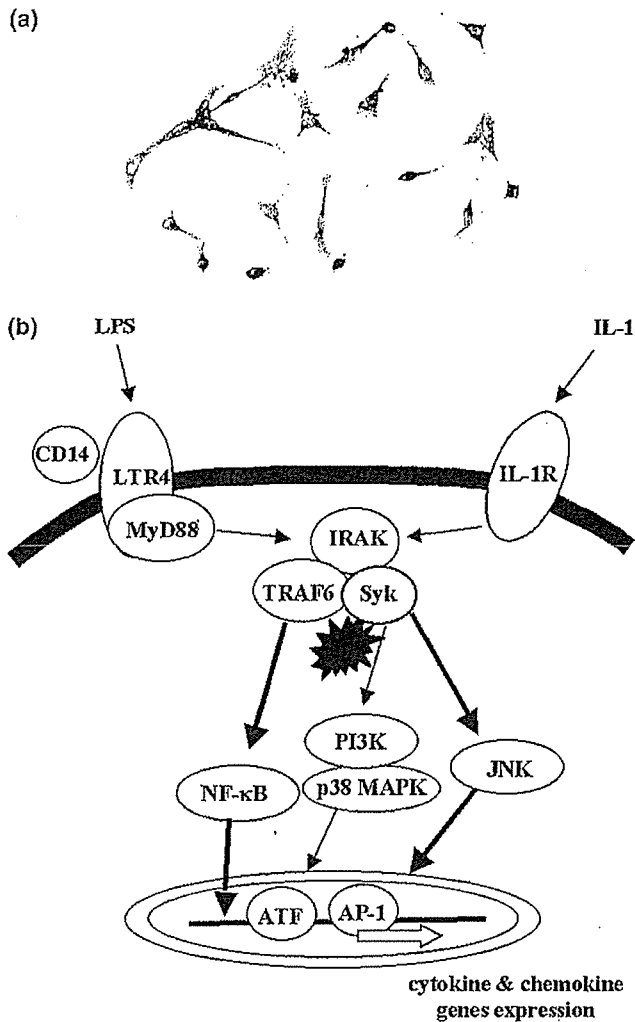 (a)
(b)
LPS
IL-1
CD14
LTR4
IL-1R
MyD88
IRAK
TRAF6
Syk
PI3K
NF-κB
p38 MAPK
JNK
ATF
AP-1
cytokine & chemokine
genes expression